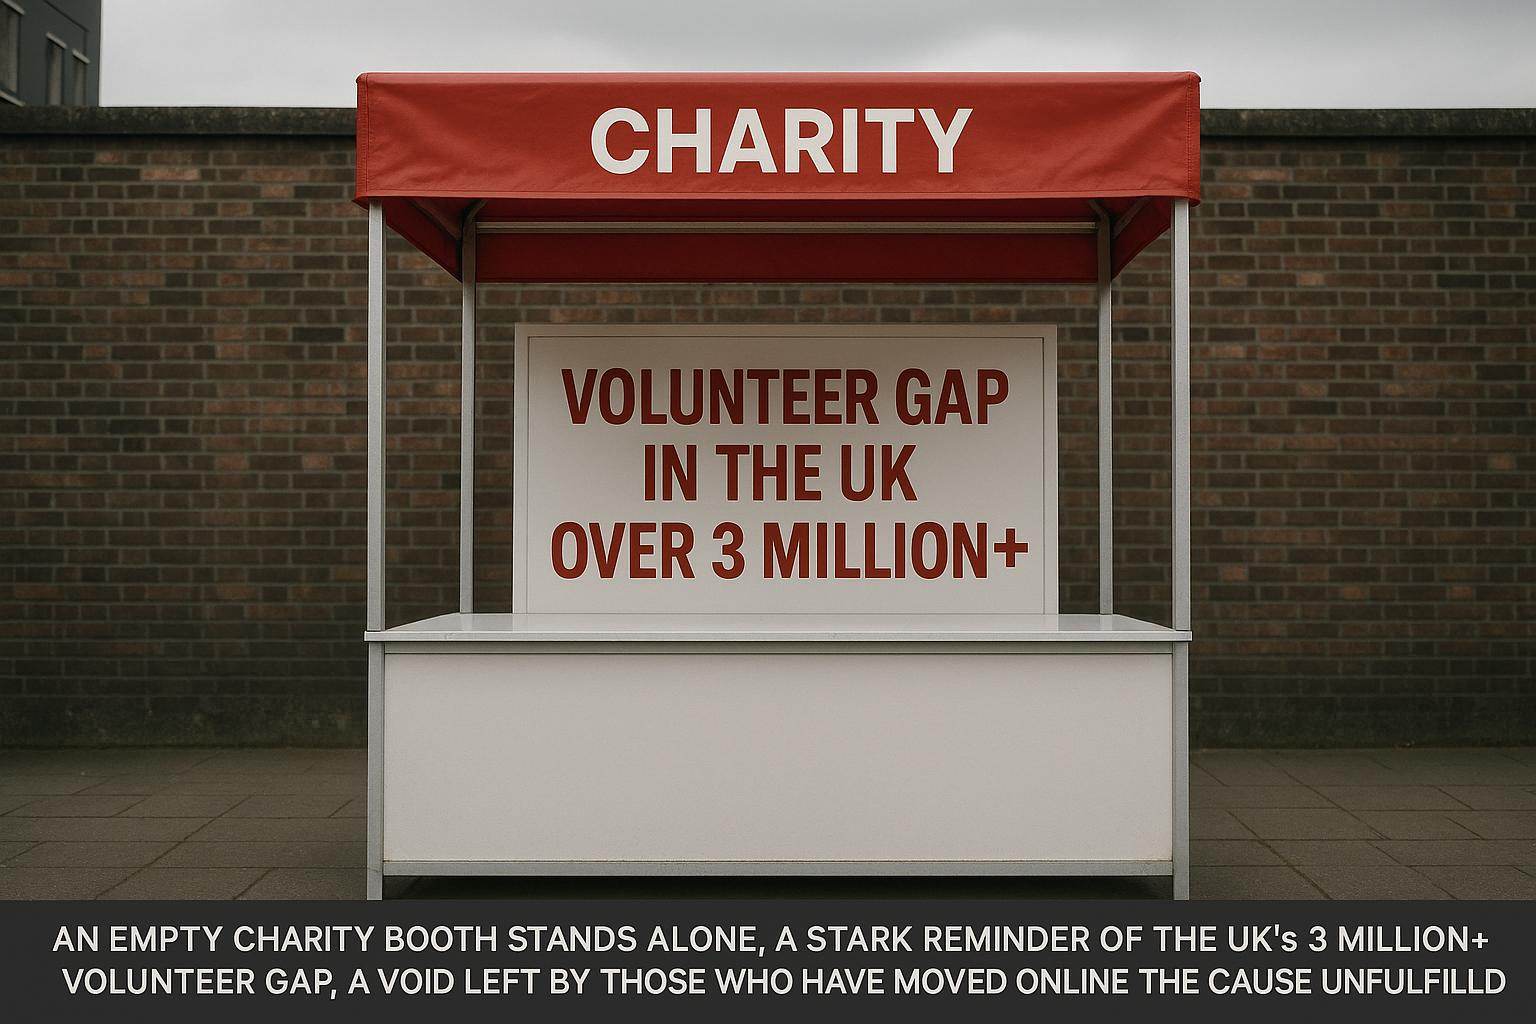 CHARITY
VOLUNTEER GAP
IN THE UK
OVER 3 MILLION+
AN EMPTY CHARITY BOOTH STANDS ALONE, A STARK REMINDER OF THE UK's 3 MILLION+
VOLUNTEER GAP, A VOID LEFT BY THOSE WHO HAVE MOVED ONLINE THE CAUSE UNFULFILLD